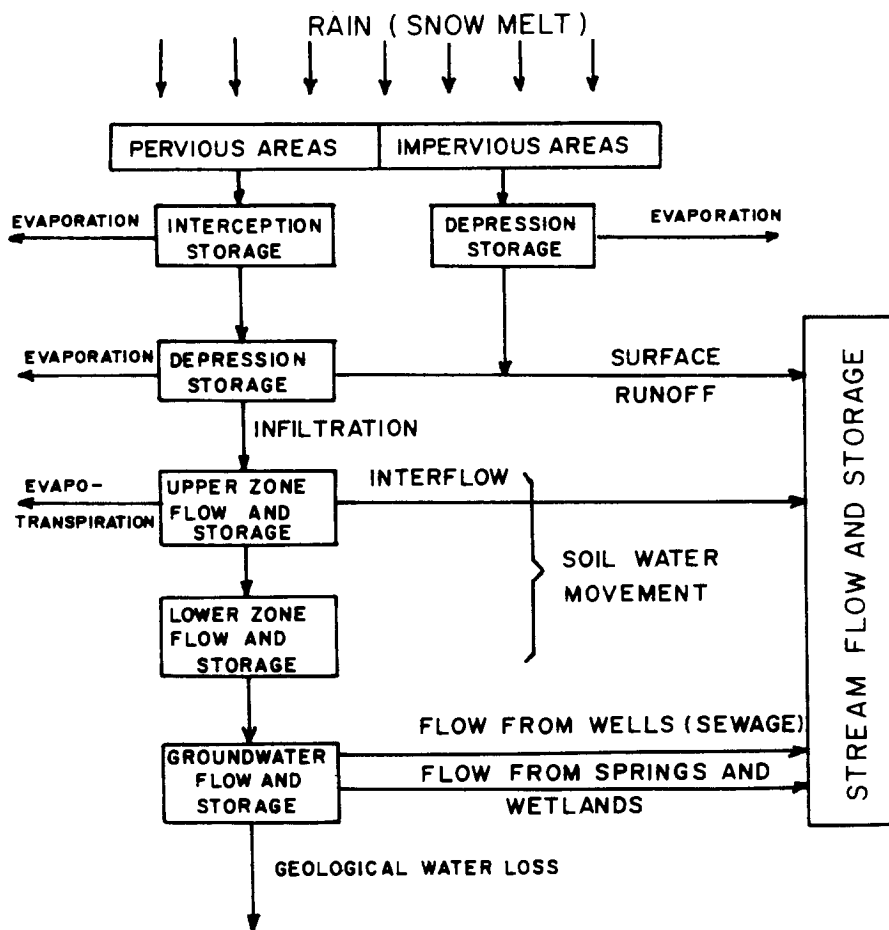 RAIN (SNOW MELT)
PERVIOUS AREAS
IMPERVIOUS AREAS
EVAPORATION
INTERCEPTION
STORAGE
DEPRESSION
STORAGE
EVAPORATION
EVAPORATION
DEPRESSION
STORAGE
SURFACE
RUNOFF
INFILTRATION
EVAPO-
TRANSPIRATION
UPPER ZONE
FLOW AND
STORAGE
INTERFLOW
SOIL WATER
MOVEMENT
LOWER ZONE
FLOW AND
STORAGE
GROUNDWATER
FLOW AND
STORAGE
FLOW FROM WELLS (SEWAGE)
FLOW FROM SPRINGS AND
WETLANDS
GEOLOGICAL WATER LOSS
STREAM FLOW AND STORAGE